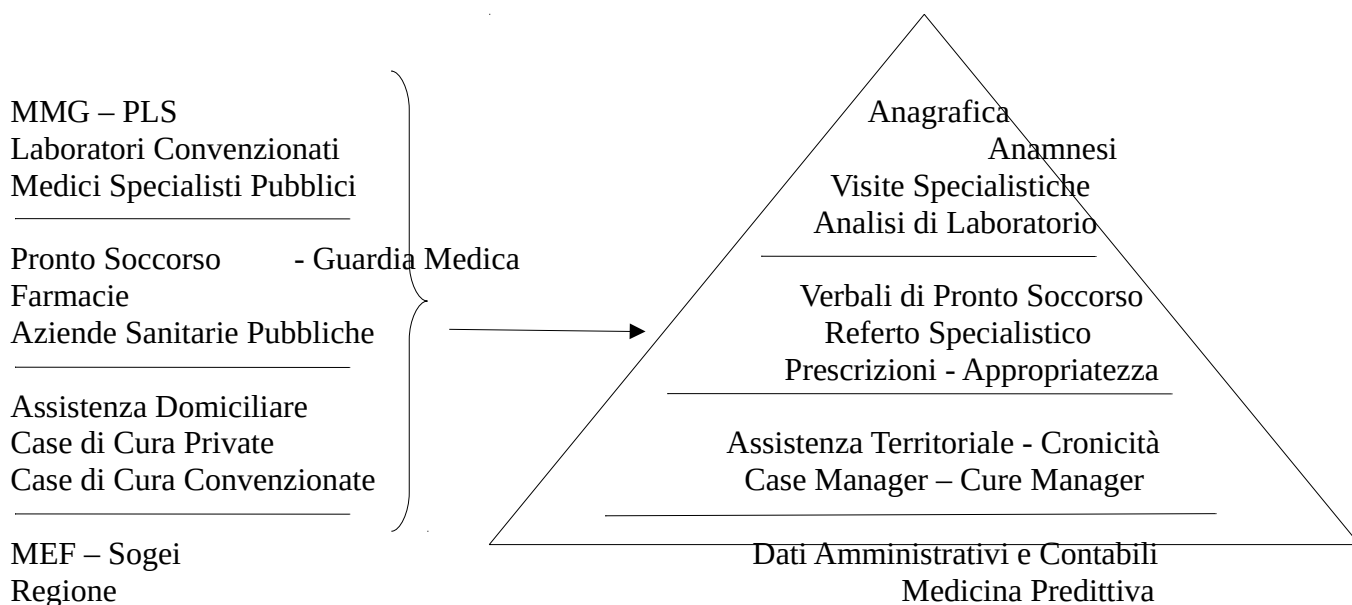 MMG – PLS
Laboratori Convenzionati
Medici Specialisti Pubblici
Pronto Soccorso - Guardia Medica
Farmacie
Aziende Sanitarie Pubbliche
Assistenza Domiciliare
Case di Cura Private
Case di Cura Convenzionate
MEF – Sogei
Regione
Anagrafica
Anamnesi
Visite Specialistiche
Analisi di Laboratorio
Verbali di Pronto Soccorso
Referto Specialistico
Prescrizioni - Appropriatezza
Assistenza Territoriale - Cronicità
Case Manager – Cure Manager
Dati Amministrativi e Contabili
Medicina Predittiva